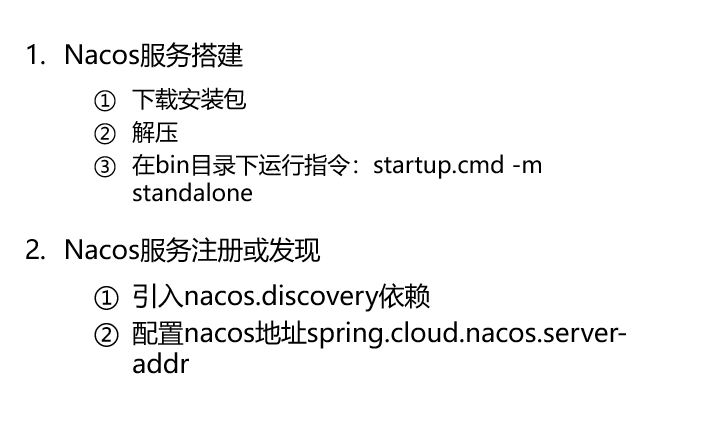 1. Nacos服务搭建
① 下载安装包
② 解压
③ 在bin目录下运行指令：startup.cmd -m
standalone
2. Nacos服务注册或发现
① 引入nacos.discovery依赖
② 配置nacos地址spring.cloud.nacos.server-
addr